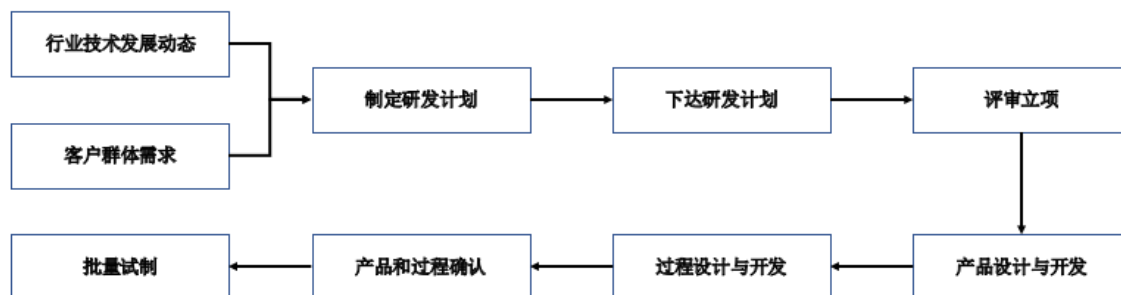 行业技术发展动态
客户群体需求
制定研发计划
下达研发计划
评审立项
产品设计与开发
过程设计与开发
产品和过程确认
批量试制